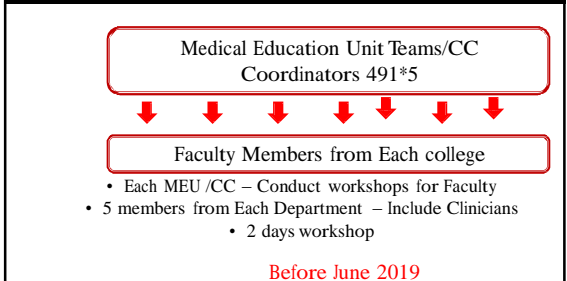 Medical Education Unit Teams/CC
Coordinators 491*5
Faculty Members from Each college
• Each MEU /CC – Conduct workshops for Faculty
• 5 members from Each Department – Include Clinicians
• 2 days workshop
Before June 2019